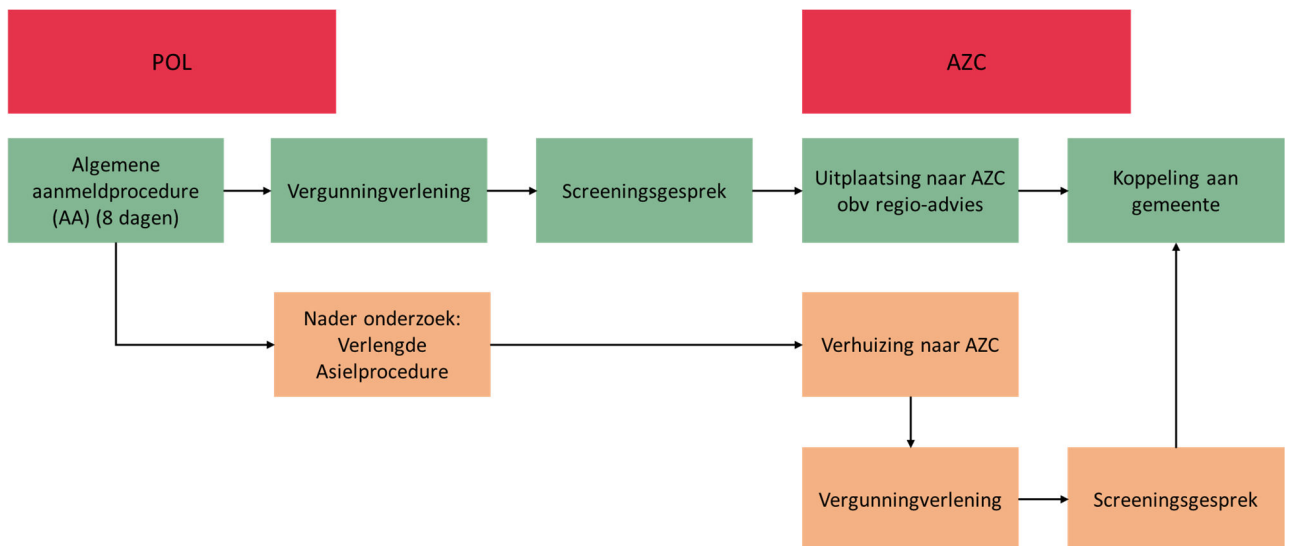 POL
AZC
Algemene
aanmeldprocedure
(AA) (8 dagen)
Vergunningverlening
Screeningsgesprek
Uitplaatsing naar AZC
obv regio-advies
Koppeling aan
gemeente
Nader onderzoek:
Verlengde
Asielprocedure
Verhuizing naar AZC
Vergunningverlening
Screeningsgesprek